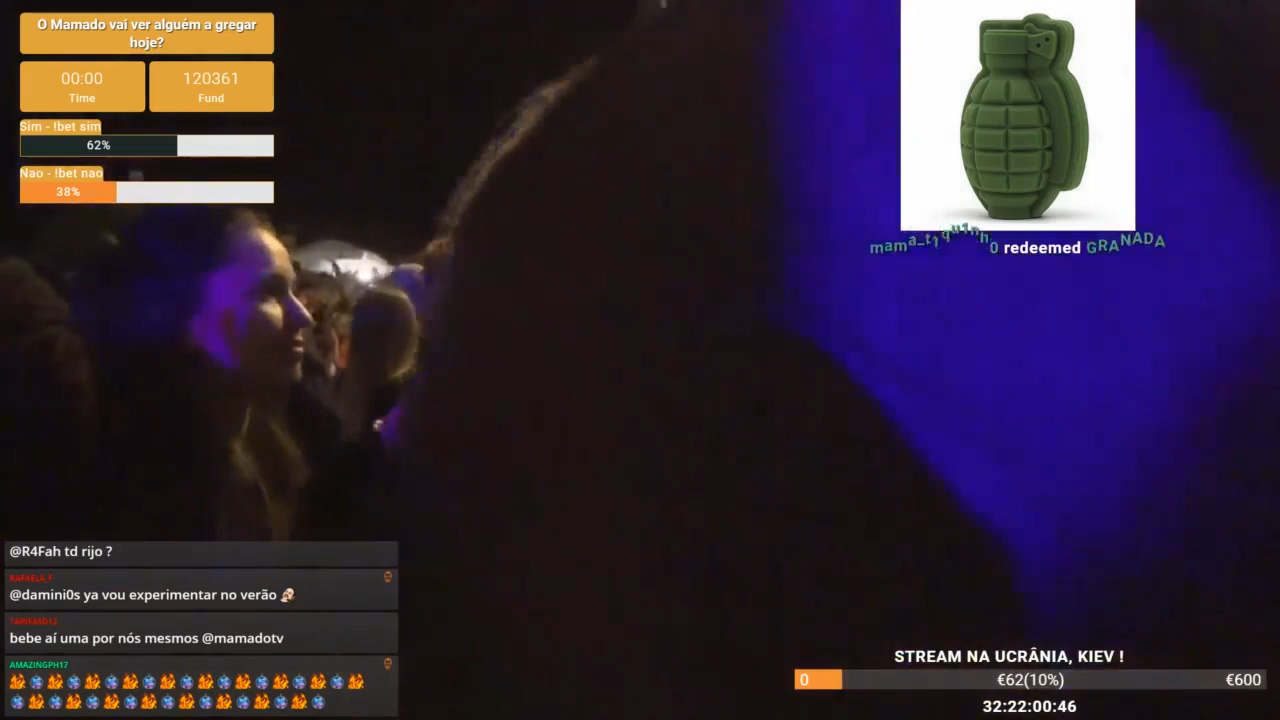 O Mamado vai ver alguém a gregar
hoje?
00:00
Time
120361
Fund
Sim - !bet sim
62%
Nao - !bet nao
38%
mama_t1qu1nh0 redeemed GRANADA
@R4Fah td rijo ?
RAFAELA_F
@damini0s ya vou experimentar no verão
bebe aí uma por nós mesmos @mamadotv
AMAZINGPH17
STREAM NA UCRÂNIA, KIEV !
0
€62(10%)
€600
32:22:00:46